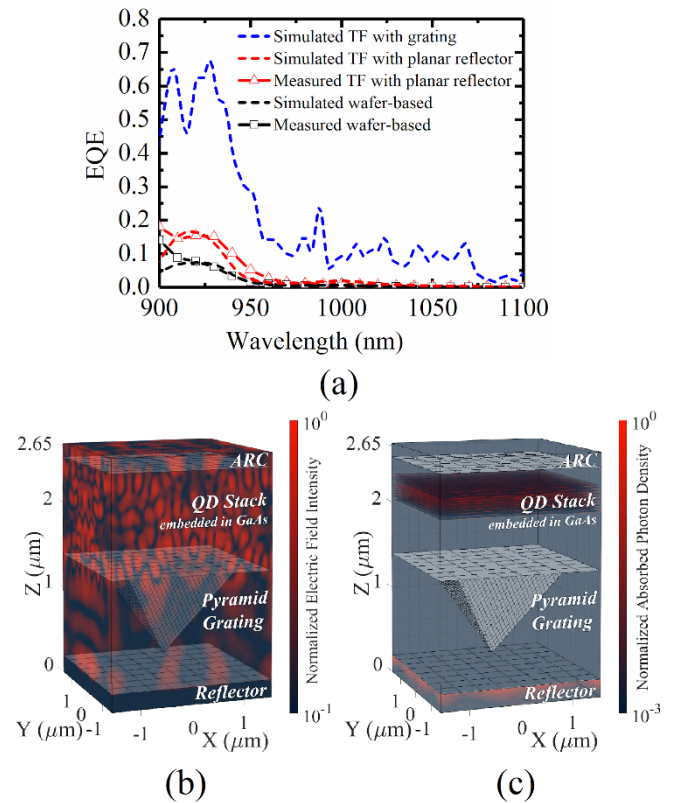 0.8
0.7
0.6
0.5
0.4
0.3
0.2
0.1
0.0
EQE
Simulated TF with grating
Simulated TF with planar reflector
Measured TF with planar reflector
Simulated wafer-based
Measured wafer-based
900 950 1000 1050 1100
Wavelength (nm)
(a)
2.65
2
1
0
Z (μm)
ARC
QD Stack
embedded in GaAs
Pyramid
Grating
Reflector
1
0
-1
Y (μm)
-1
0
1
X (μm)
10^0
10^-1
Normalized Electric Field Intensity
(b)
2.65
2
1
0
Z (μm)
ARC
QD Stack
embedded in GaAs
Pyramid
Grating
Reflector
1
0
-1
Y (μm)
-1
0
1
X (μm)
10^0
10^-3
Normalized Absorbed Photon Density
(c)